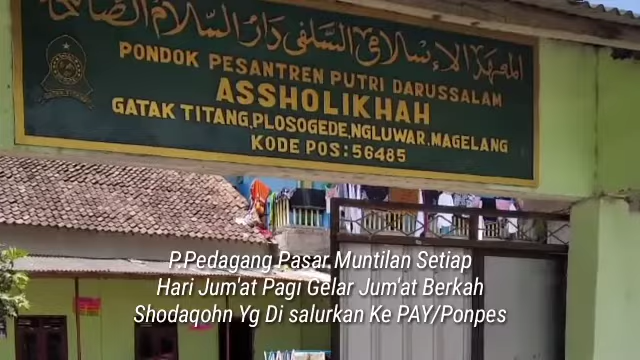 المعهد الإسلامي السلفي دار السلام الصالحة
PONDOK PESANTREN PUTRI DARUSSALAM
ASSHOLIKHAH
GATAK TITANG,PLOSOGEDE,NGLUWAR.MAGELANG
KODE POS:56485
P.Pedagang Pasar Muntilan Setiap
Hari Jum'at Pagi Gelar Jum'at Berkah
Shodaqohn Yg Di salurkan Ke PAY/Ponpes